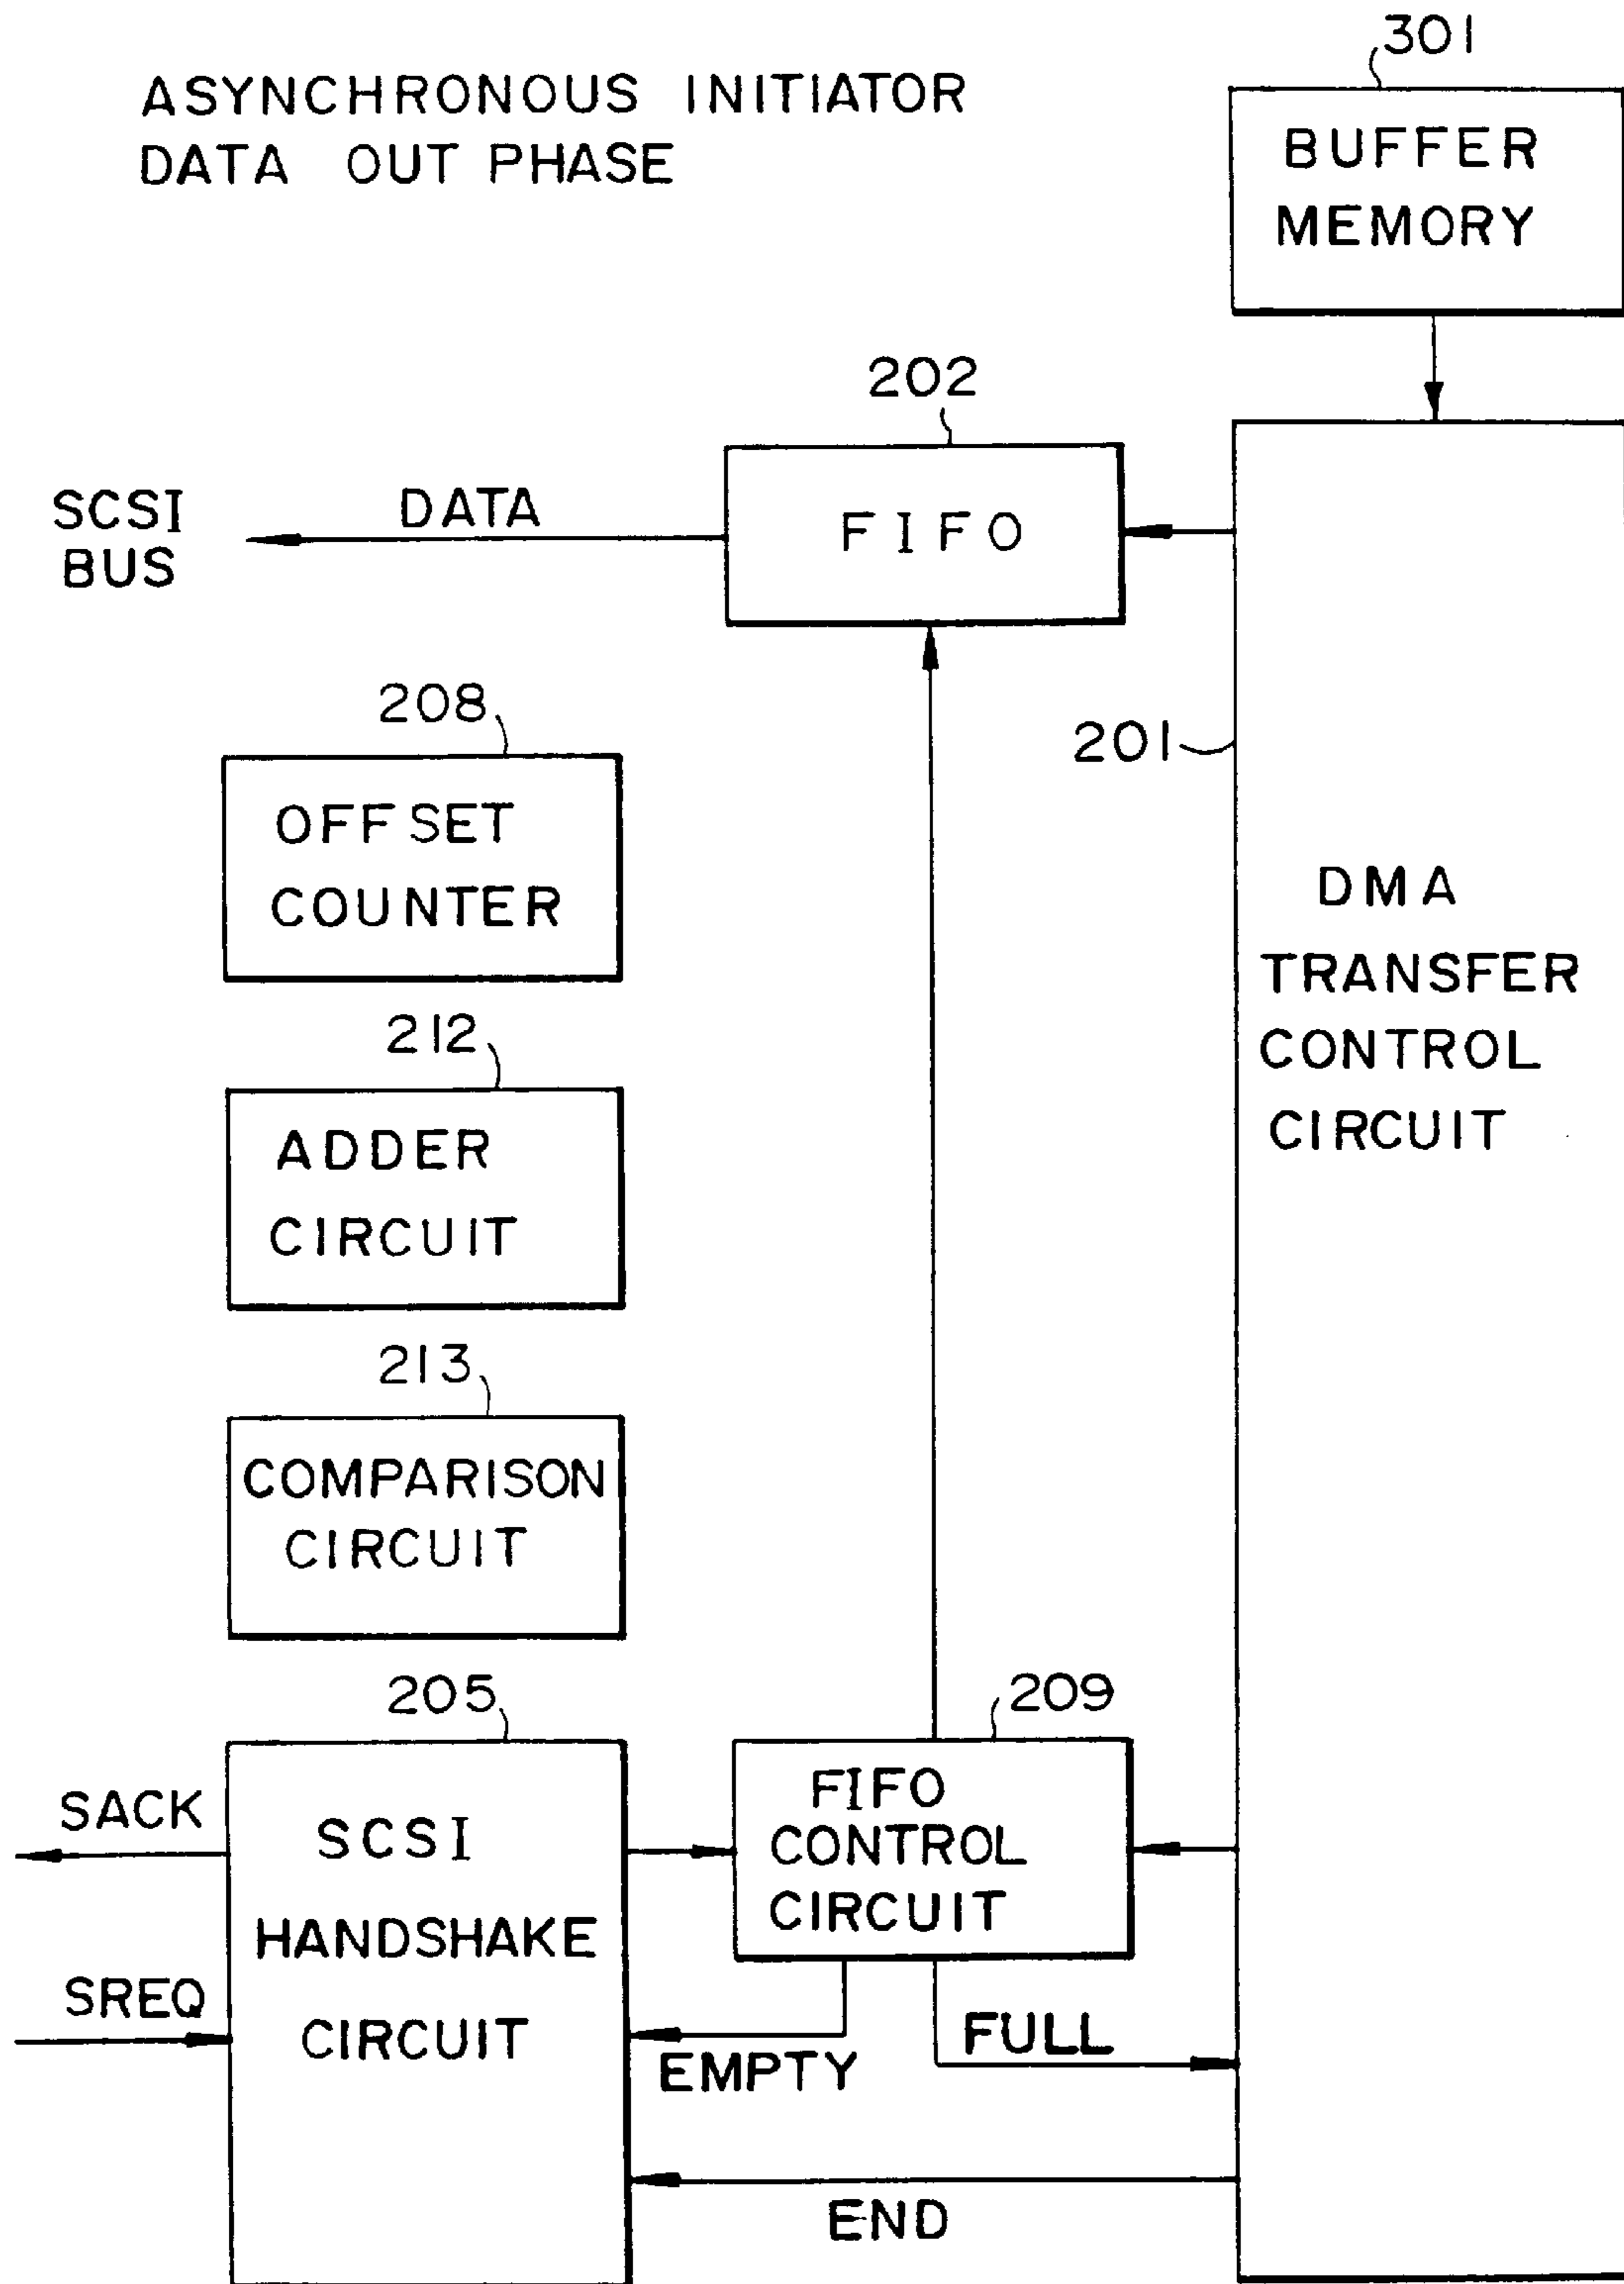 301
ASYNCHRONOUS INITIATOR
DATA OUT PHASE
BUFFER
MEMORY
202
SCSI
BUS
DATA
FIFO
208
OFFSET
COUNTER
201
DMA
TRANSFER
CONTROL
CIRCUIT
212
ADDER
CIRCUIT
213
COMPARISON
CIRCUIT
205
209
SACK
SCSI
HANDSHAKE
CIRCUIT
FIFO
CONTROL
CIRCUIT
SREQ
EMPTY
FULL
END